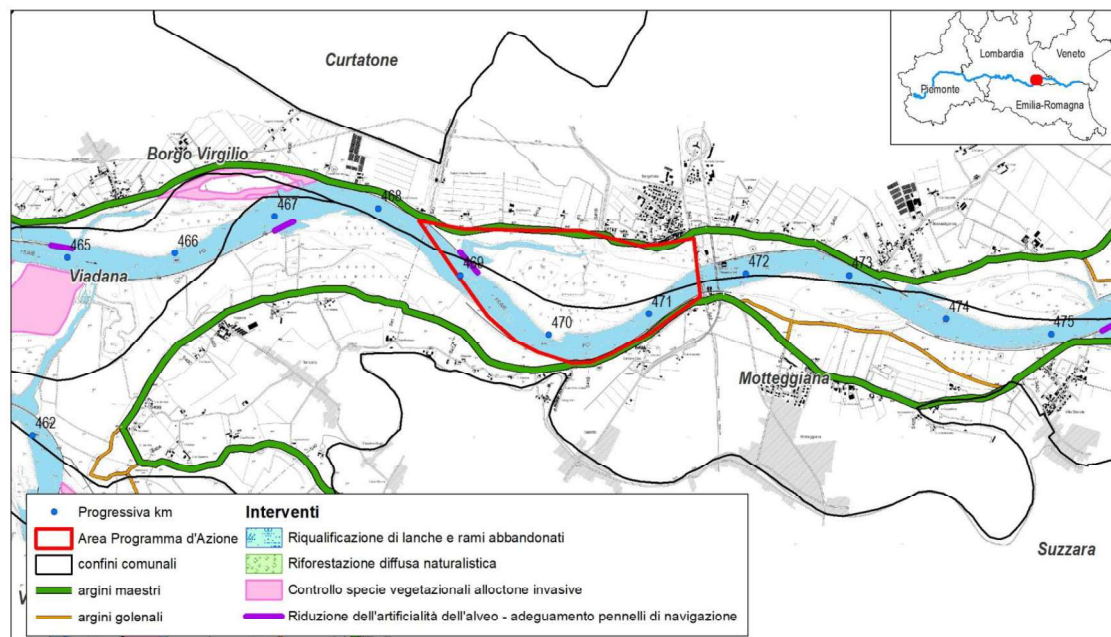 Curtatone
Lombardia
Veneto
Piemonte
Emilia-Romagna
Borgo Virgilio
468
467
465
466
Viadana
469
472
473
471
470
474
475
Motteggiana
462
Suzzara
Progressiva km
Area Programma d'Azione
confini comunali
argini maestri
argini golenali
Interventi
Riqualificazione di lanche e rami abbandonati
Riforestazione diffusa naturalistica
Controllo specie vegetazionali alloctone invasive
Riduzione dell'artificialità dell'alveo - adeguamento pennelli di navigazione